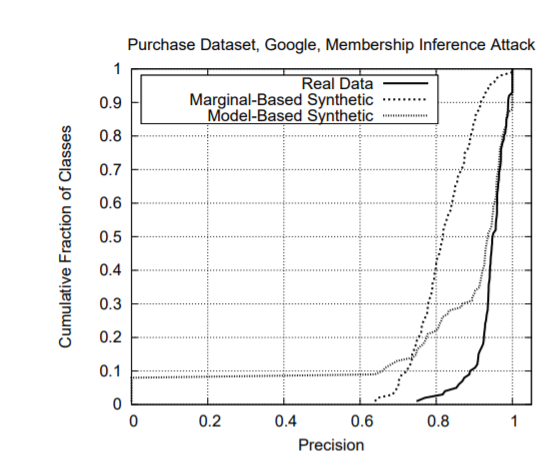 Purchase Dataset, Google, Membership Inference Attack
Real Data
Marginal-Based Synthetic
Model-Based Synthetic
Cumulative Fraction of Classes
1
0.9
0.8
0.7
0.6
0.5
0.4
0.3
0.2
0.1
0
0 0.2 0.4 0.6 0.8 1
Precision